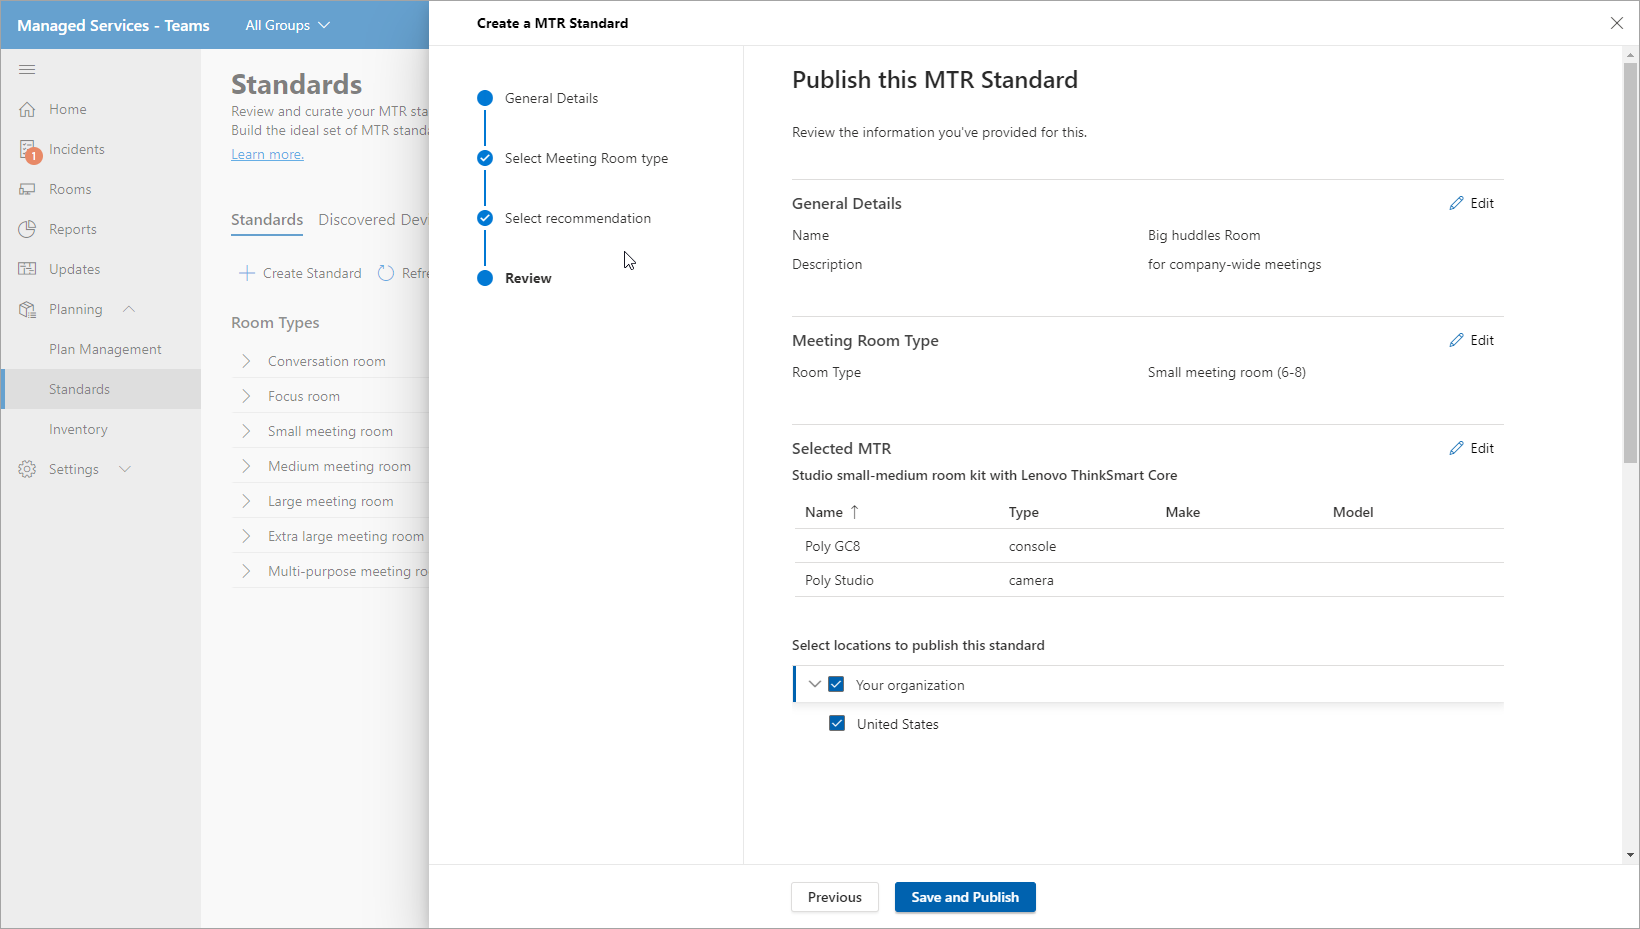 Managed Services - Teams
All Groups
Home
1
Incidents
Rooms
Reports
Updates
Planning
Plan Management
Standards
Inventory
Settings
Standards
Review and curate your MTR sta
Build the ideal set of MTR standa
Learn more.
Standards Discovered Dev
Create Standard Refre
Room Types
Conversation room
Focus room
Small meeting room
Medium meeting room
Large meeting room
Extra large meeting room
Multi-purpose meeting ro
Create a MTR Standard
General Details
Select Meeting Room type
Select recommendation
Review
Publish this MTR Standard
Review the information you've provided for this.
General Details Edit
Name Big huddles Room
Description for company-wide meetings
Meeting Room Type Edit
Room Type Small meeting room (6-8)
Selected MTR Edit
Studio small-medium room kit with Lenovo ThinkSmart Core
Name ↑ Type Make Model
Poly GC8 console
Poly Studio camera
Select locations to publish this standard
Your organization
United States
Previous Save and Publish